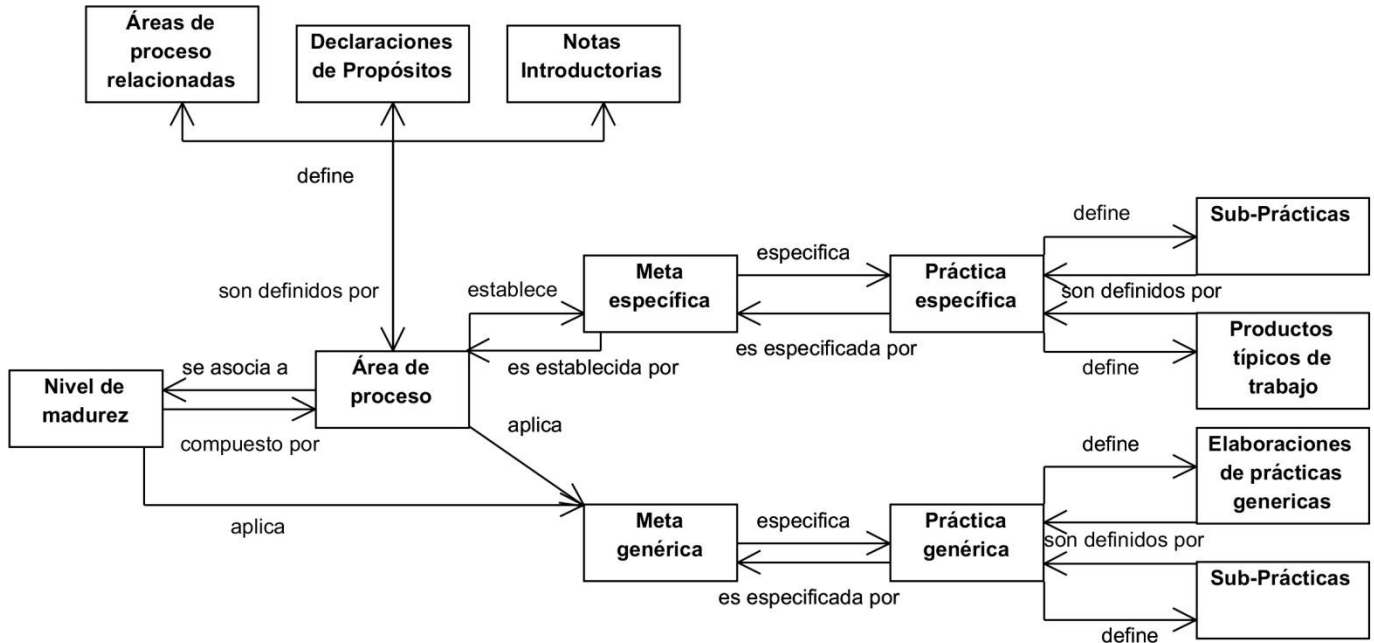 Áreas de
proceso
relacionadas
Declaraciones
de Propósitos
Notas
Introductorias
define
son definidos por
Nivel de
madurez
se asocia a
compuesto por
Área de
proceso
establece
es establecida por
aplica
aplica
Meta
específica
especifica
es especificada por
Práctica
específica
define
Sub-Prácticas
son definidos por
define
Productos
típicos de
trabajo
Meta
genérica
especifica
es especificada por
Práctica
genérica
define
Elaboraciones
de prácticas
genericas
son definidos por
define
Sub-Prácticas